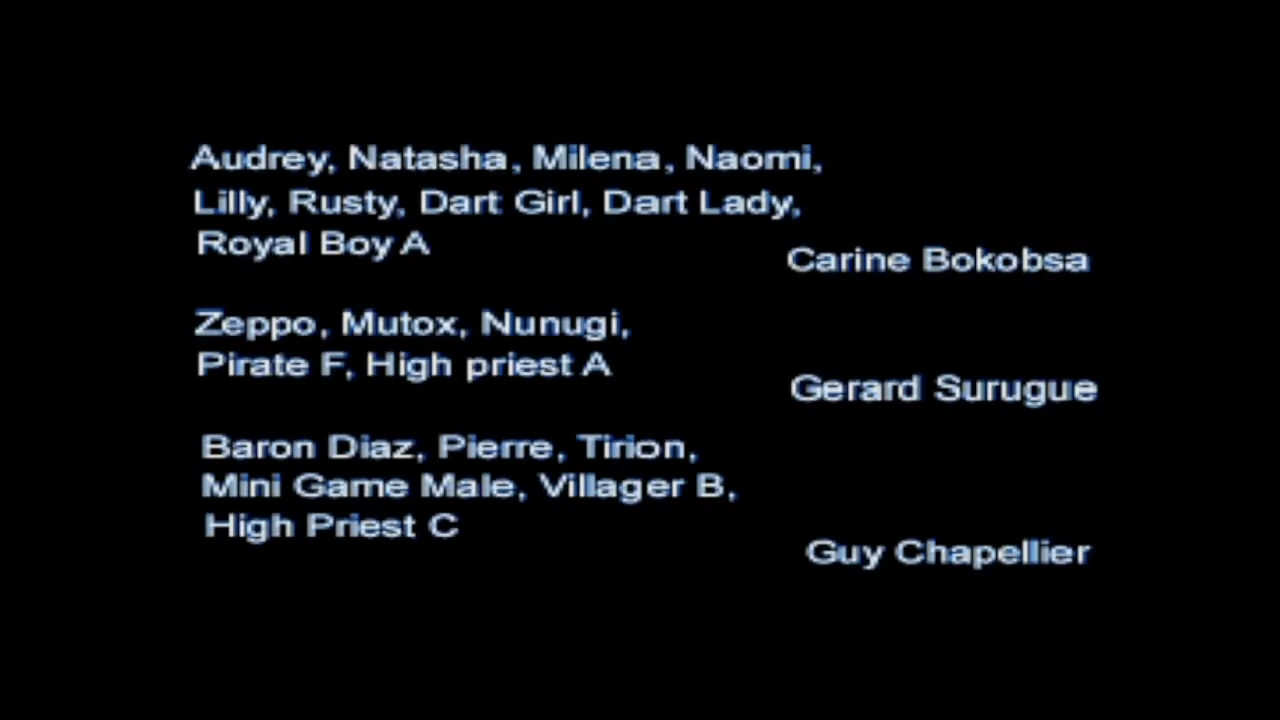 Audrey, Natasha, Milena, Naomi,
Lilly, Rusty, Dart Girl, Dart Lady,
Royal Boy A
Carine Bokobsa
Zeppo, Mutox, Nunugi,
Pirate F, High priest A
Gerard Surugue
Baron Diaz, Pierre, Tirion,
Mini Game Male, Villager B,
High Priest C
Guy Chapellier